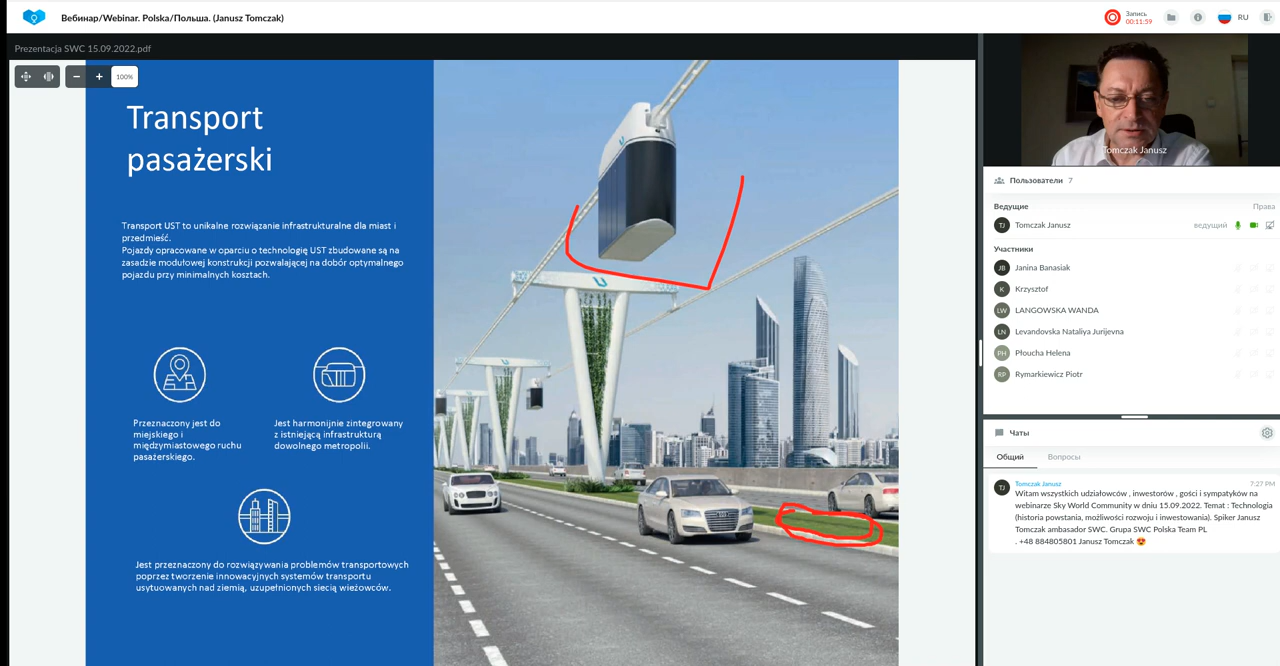 Вебинар/Webinar. Polska/Польша. (Janusz Tomczak)
Запись
00:11:59
RU
Prezentacja SWC 15.09.2022.pdf
100%
Transport
pasażerski
Transport UST to unikalne rozwiązanie infrastrukturalne dla miast i
przedmieść.
Pojazdy opracowane w oparciu o technologię UST zbudowane są na
zasadzie modułowej konstrukcji pozwalającej na dobór optymalnego
pojazdu przy minimalnych kosztach.
Przeznaczony jest do
miejskiego i
międzymiastowego ruchu
pasażerskiego.
Jest harmonijnie zintegrowany
z istniejącą infrastrukturą
dowolnego metropolii.
Jest przeznaczony do rozwiązywania problemów transportowych
poprzez tworzenie innowacyjnych systemów transportu
usytuowanych nad ziemią, uzupełnionych siecią wieżowców.
Tomczak Janusz
Пользователи 7
Ведущие Права
TJ Tomczak Janusz ведущий
Участники
JB Janina Banasiak
K Krzysztof
LW LANGOWSKA WANDA
LN Levandovska Nataliya Jurijevna
PH Płoucha Helena
RP Rymarkiewicz Piotr
Чаты
Общий Вопросы
TJ Tomczak Janusz 7:27 PM
Witam wszystkich udziałowców , inwestorów , gości i sympatyków na
webinarze Sky World Community w dniu 15.09.2022. Temat : Technologia
(historia powstania, możliwości rozwoju i inwestowania). Spiker Janusz
Tomczak ambasador SWC. Grupa SWC Polska Team PL
. +48 884805801 Janusz Tomczak 😍